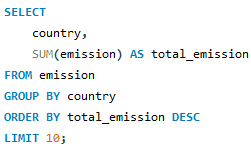 SELECT
    country,
    SUM(emission) AS total_emission
FROM emission
GROUP BY country
ORDER BY total_emission DESC
LIMIT 10;